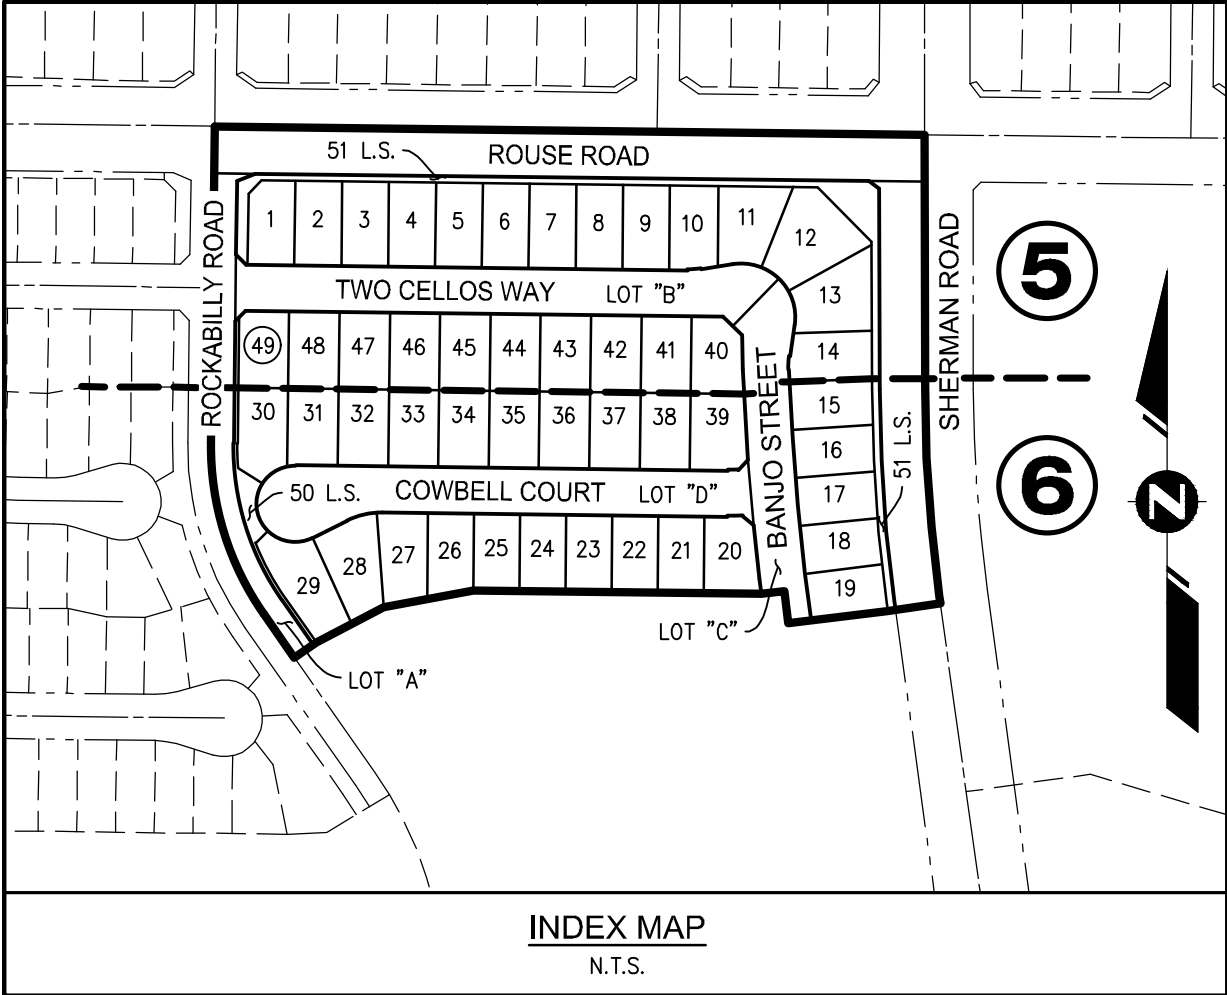 51 L.S.
ROUSE ROAD
1 2 3 4 5 6 7 8 9 10 11
12
ROCKABILLY ROAD
SHERMAN ROAD
5
TWO CELLOS WAY LOT "B"
13
49 48 47 46 45 44 43 42 41 40
14
30 31 32 33 34 35 36 37 38 39
15
BANJO STREET
16
51 L.S.
50 L.S.
COWBELL COURT LOT "D"
17
6
N
29 28 27 26 25 24 23 22 21 20
18
19
LOT "C"
LOT "A"
INDEX MAP
N.T.S.